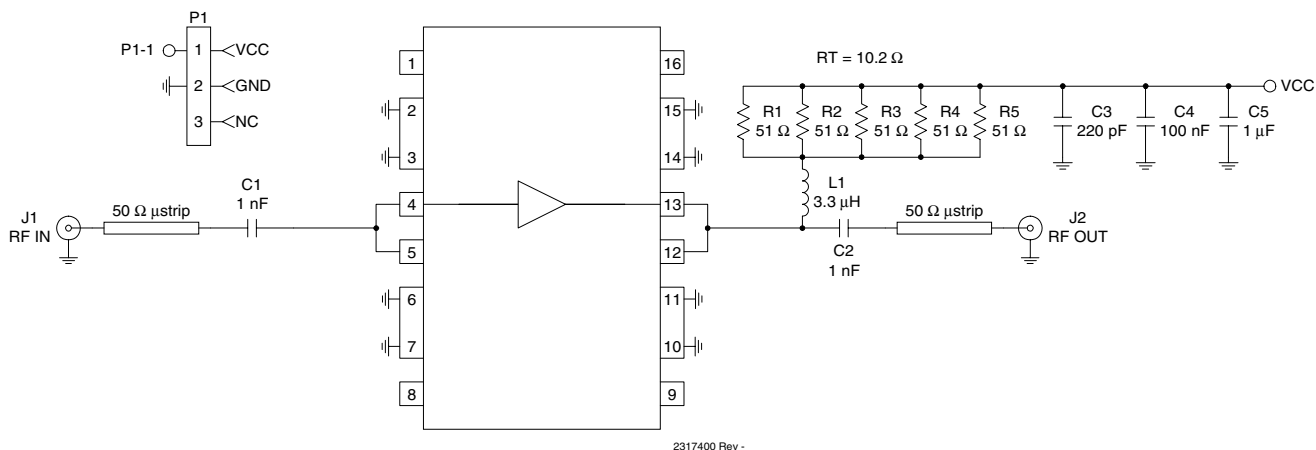 P1
P1-1
1
VCC
2
GND
3
NC
J1
RF IN
50 Ω µstrip
C1
1 nF
1
2
3
4
5
6
7
8
16
15
14
13
12
11
10
9
RT = 10.2 Ω
R1
51 Ω
R2
51 Ω
R3
51 Ω
R4
51 Ω
R5
51 Ω
C3
220 pF
C4
100 nF
C5
1 µF
VCC
L1
3.3 µH
C2
1 nF
50 Ω µstrip
J2
RF OUT
2317400 Rev -